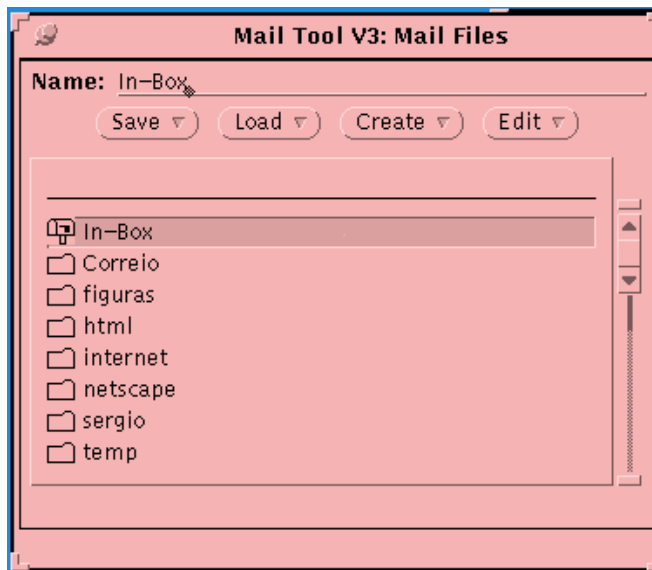 Mail Tool V3: Mail Files
Name: In-Box
Save Load Create Edit
In-Box
Correio
figuras
html
internet
netscape
sergio
temp